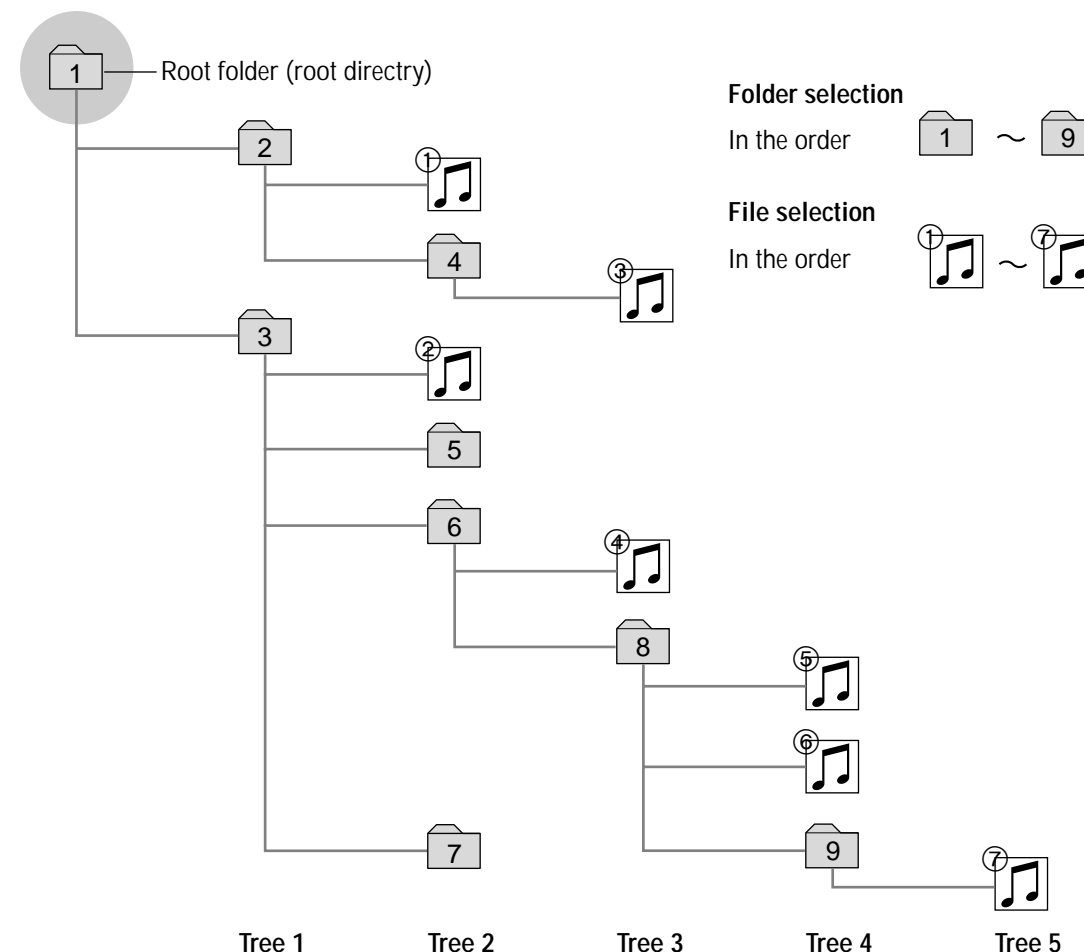 1
Root folder (root directry)
Folder selection
In the order 1 ～ 9
2
①
4
③
File selection
In the order ① ～ ⑦
3
②
5
6
④
8
⑤
⑥
7
9
⑦
Tree 1 Tree 2 Tree 3 Tree 4 Tree 5